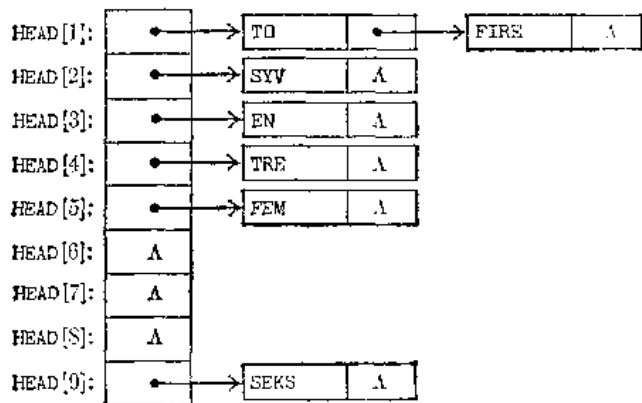 HEAD[1]: TO FIRE Λ
HEAD[2]: SYV Λ
HEAD[3]: EN Λ
HEAD[4]: TRE Λ
HEAD[5]: FEM Λ
HEAD[6]: Λ
HEAD[7]: Λ
HEAD[8]: Λ
HEAD[9]: SEKS Λ